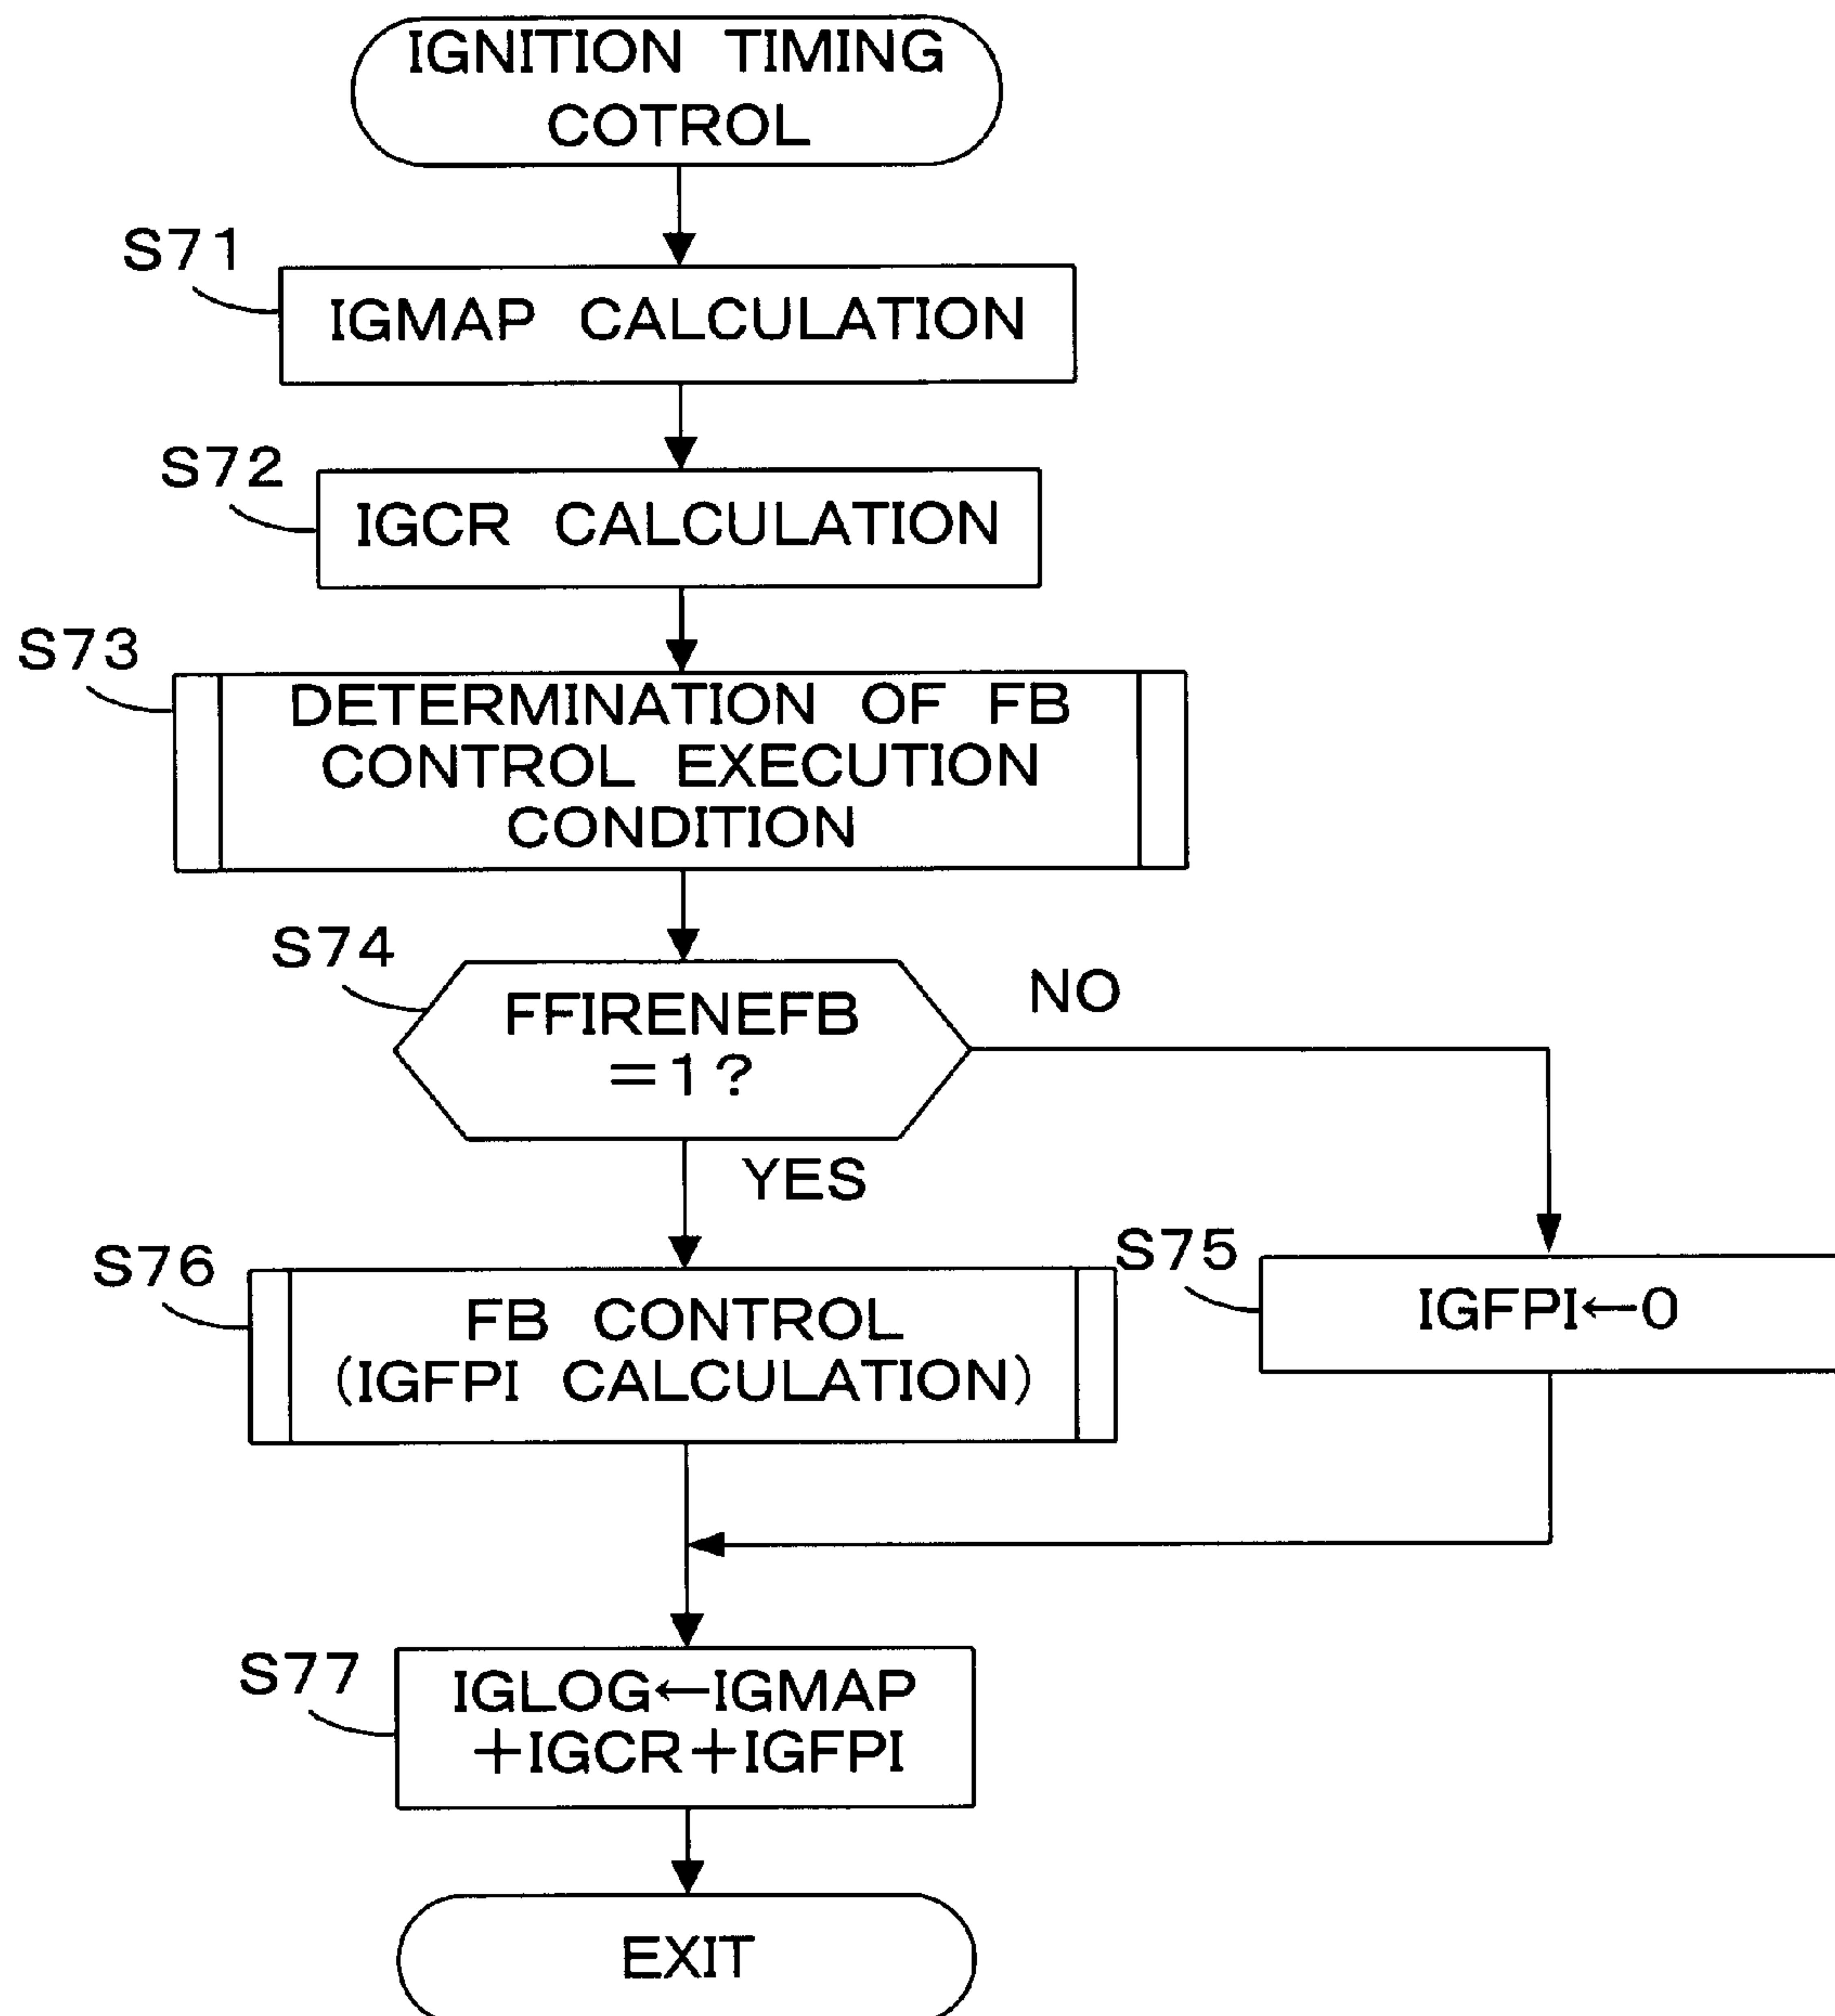 IGNITION TIMING
COTROL
S71
IGMAP CALCULATION
S72
IGCR CALCULATION
S73
DETERMINATION OF FB
CONTROL EXECUTION
CONDITION
S74
FFIRENEFB
=1?
NO
YES
S75
IGFPI←0
S76
FB CONTROL
(IGFPI CALCULATION)
S77
IGLOG←IGMAP
+IGCR+IGFPI
EXIT